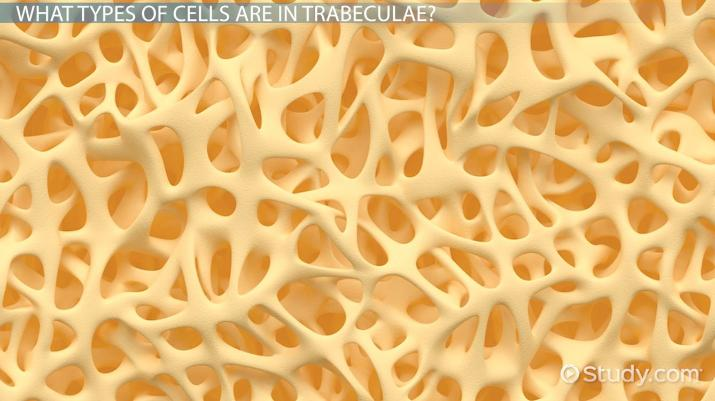 WHAT TYPES OF CELLS ARE IN TRABECULAE?
Study.com